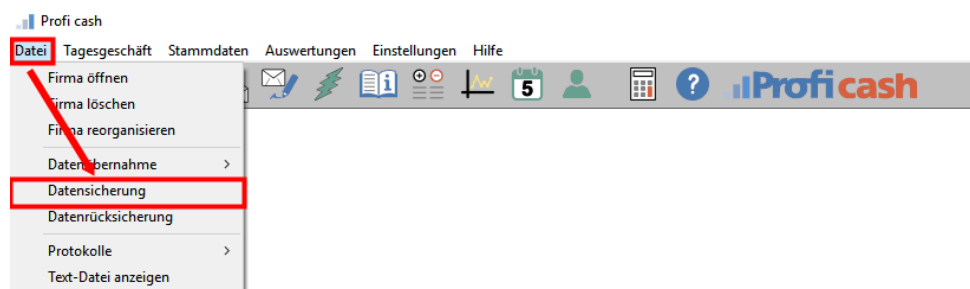 Profi cash
Datei Tagesgeschäft Stammdaten Auswertungen Einstellungen Hilfe
Firma öffnen
Firma löschen
Firma reorganisieren
Datenübernahme
Datensicherung
Datenrücksicherung
Protokolle
Text-Datei anzeigen
5 ? Profi cash